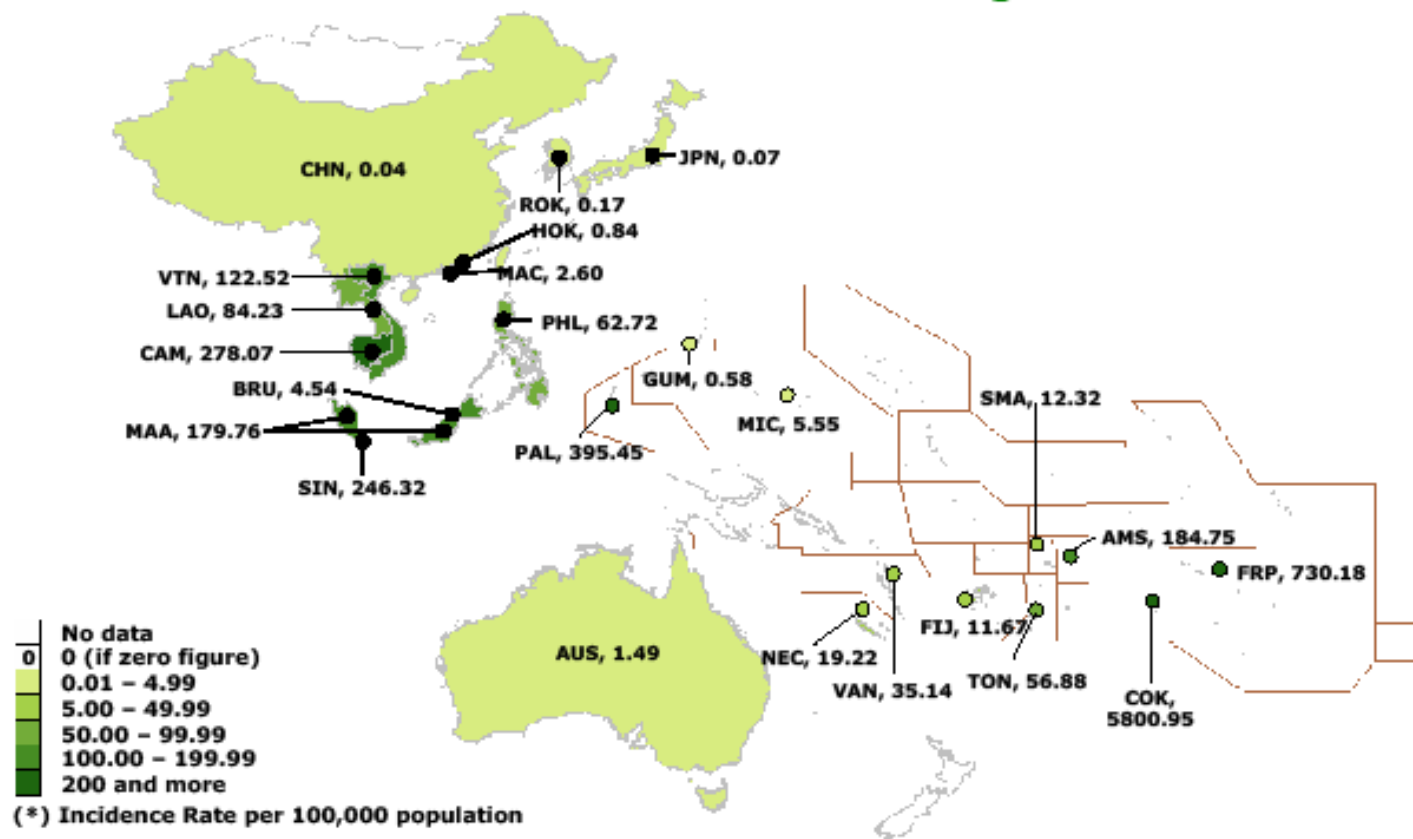 CHN, 0.04
JPN, 0.07
ROK, 0.17
HOK, 0.84
MAC, 2.60
VTN, 122.52
LAO, 84.23
PHL, 62.72
CAM, 278.07
BRU, 4.54
GUM, 0.58
MIC, 5.55
SMA, 12.32
MAA, 179.76
PAL, 395.45
SIN, 246.32
AMS, 184.75
FRP, 730.18
FIJ, 11.67
AUS, 1.49
NEC, 19.22
VAN, 35.14
TON, 56.88
COK,
5800.95
No data
0 0 (if zero figure)
0.01 – 4.99
5.00 – 49.99
50.00 – 99.99
100.00 – 199.99
200 and more
(*) Incidence Rate per 100,000 population